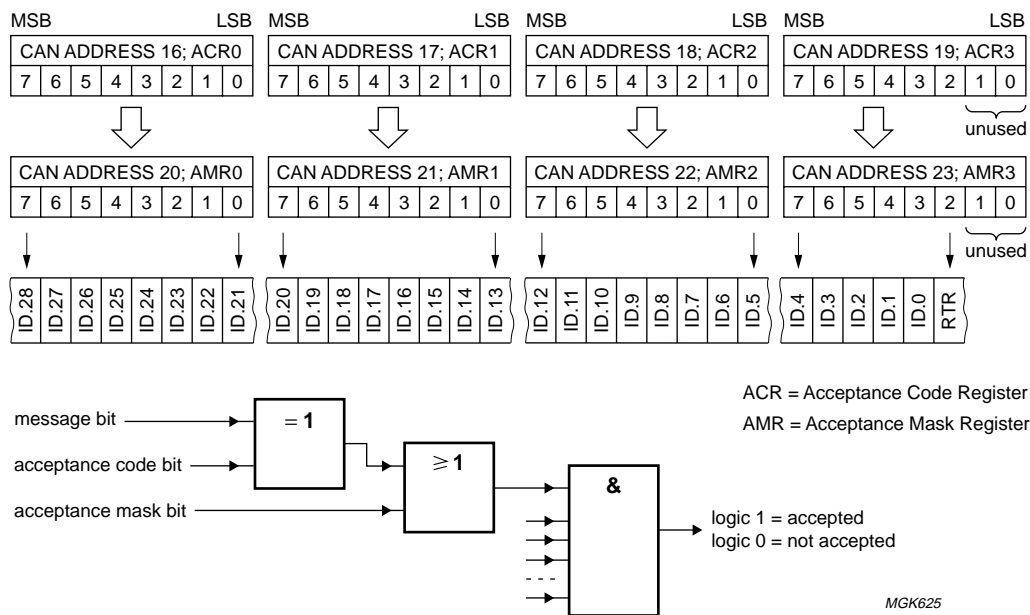 MSB LSB MSB LSB MSB LSB MSB LSB
CAN ADDRESS 16; ACR0 CAN ADDRESS 17; ACR1 CAN ADDRESS 18; ACR2 CAN ADDRESS 19; ACR3
7 6 5 4 3 2 1 0 7 6 5 4 3 2 1 0 7 6 5 4 3 2 1 0 7 6 5 4 3 2 1 0
unused
CAN ADDRESS 20; AMR0 CAN ADDRESS 21; AMR1 CAN ADDRESS 22; AMR2 CAN ADDRESS 23; AMR3
7 6 5 4 3 2 1 0 7 6 5 4 3 2 1 0 7 6 5 4 3 2 1 0 7 6 5 4 3 2 1 0
unused
ID.28 ID.27 ID.26 ID.25 ID.24 ID.23 ID.22 ID.21 ID.20 ID.19 ID.18 ID.17 ID.16 ID.15 ID.14 ID.13 ID.12 ID.11 ID.10 ID.9 ID.8 ID.7 ID.6 ID.5 ID.4 ID.3 ID.2 ID.1 ID.0 RTR
ACR = Acceptance Code Register
AMR = Acceptance Mask Register
message bit
= 1
acceptance code bit
≥ 1
acceptance mask bit
&
logic 1 = accepted
logic 0 = not accepted
MGK625